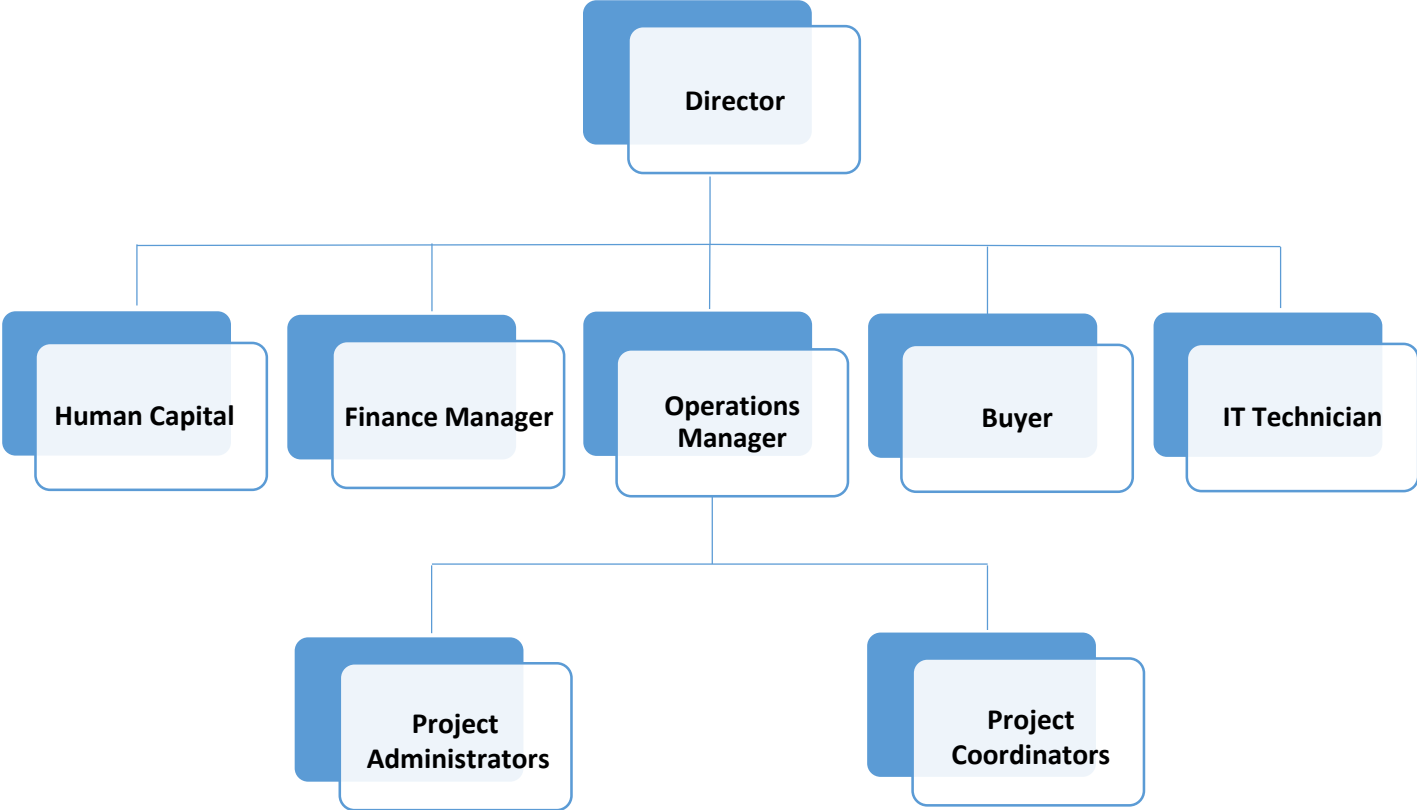 Director
Human Capital
Finance Manager
Operations
Manager
Buyer
IT Technician
Project
Administrators
Project
Coordinators